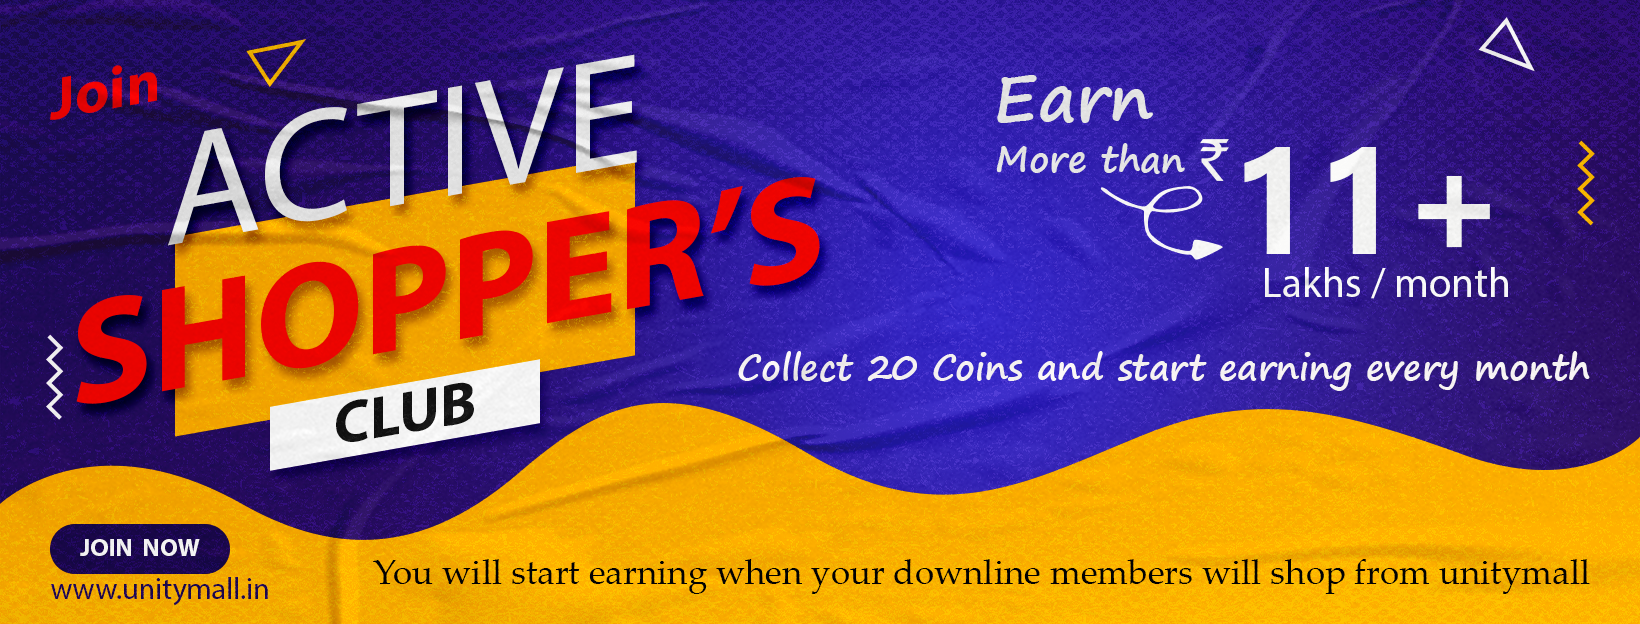 Join
ACTIVE
SHOPPER'S
CLUB
Earn
More than ₹ 11+
Lakhs / month
Collect 20 Coins and start earning every month
JOIN NOW
www.unitymall.in
You will start earning when your downline members will shop from unitymall